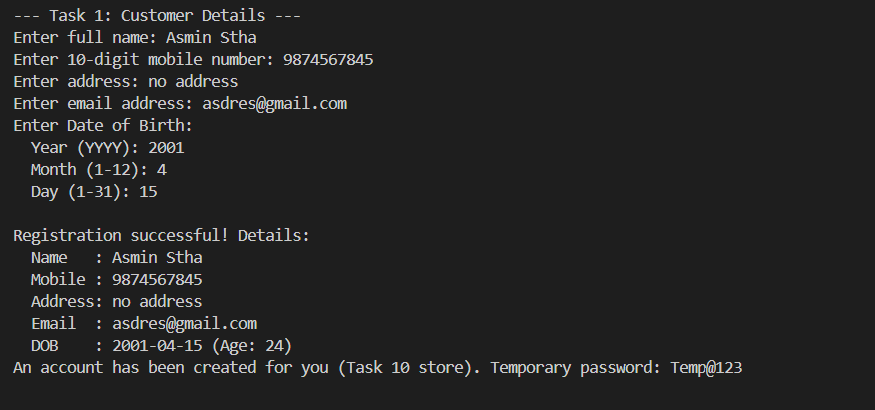 --- Task 1: Customer Details ---
Enter full name: Asmin Stha
Enter 10-digit mobile number: 9874567845
Enter address: no address
Enter email address: asdres@gmail.com
Enter Date of Birth:
  Year (YYYY): 2001
  Month (1-12): 4
  Day (1-31): 15

Registration successful! Details:
  Name   : Asmin Stha
  Mobile : 9874567845
  Address: no address
  Email  : asdres@gmail.com
  DOB    : 2001-04-15 (Age: 24)
An account has been created for you (Task 10 store). Temporary password: Temp@123